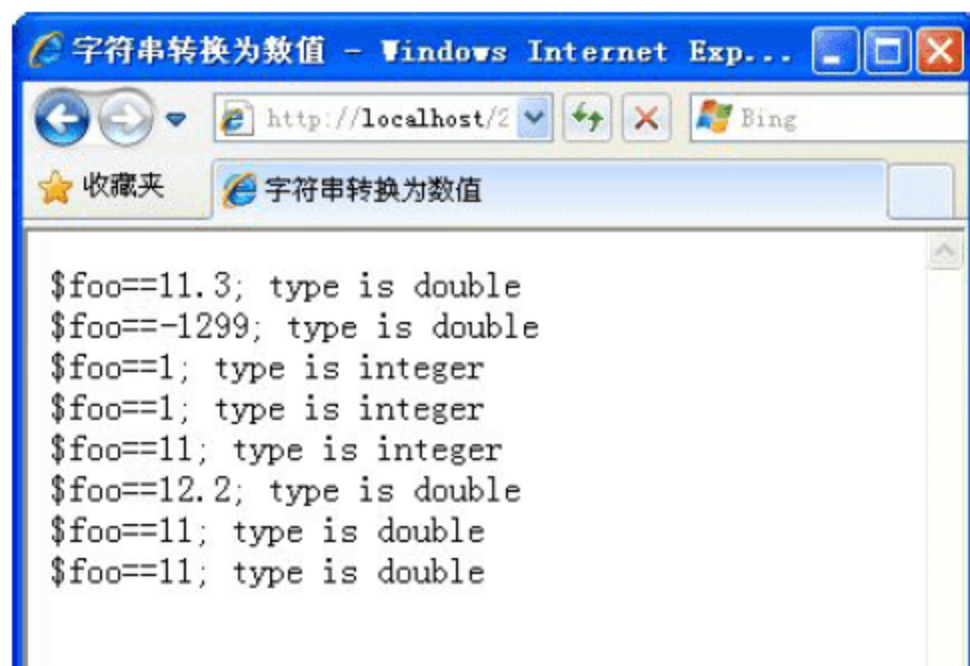 字符串转换为数值 - Windows Internet Exp...
http://localhost/2
Bing
收藏夹
字符串转换为数值
$foo==11.3; type is double
$foo==-1299; type is double
$foo==1; type is integer
$foo==1; type is integer
$foo==11; type is integer
$foo==12.2; type is double
$foo==11; type is double
$foo==11; type is double